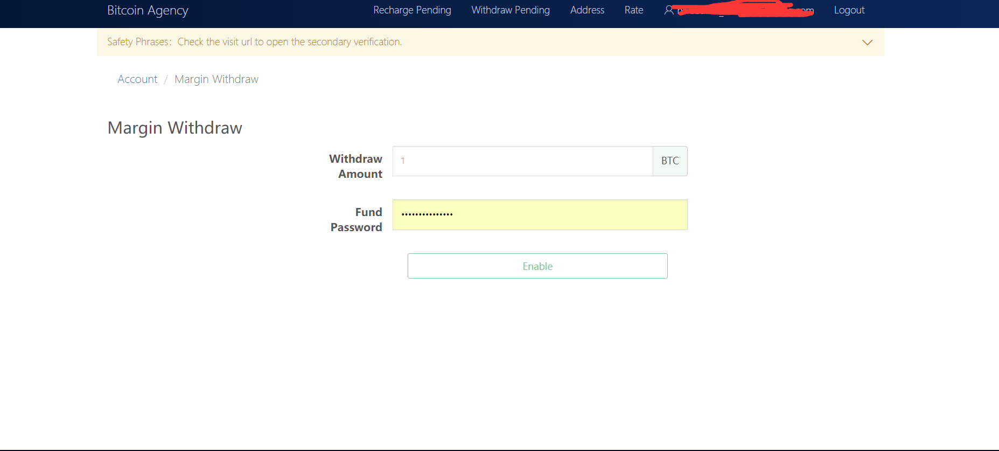 Bitcoin Agency Recharge Pending Withdraw Pending Address Rate Logout
Safety Phrases: Check the visit url to open the secondary verification.
Account / Margin Withdraw
Margin Withdraw
Withdraw
Amount
1
BTC
Fund
Password
•••••••••••••••
Enable